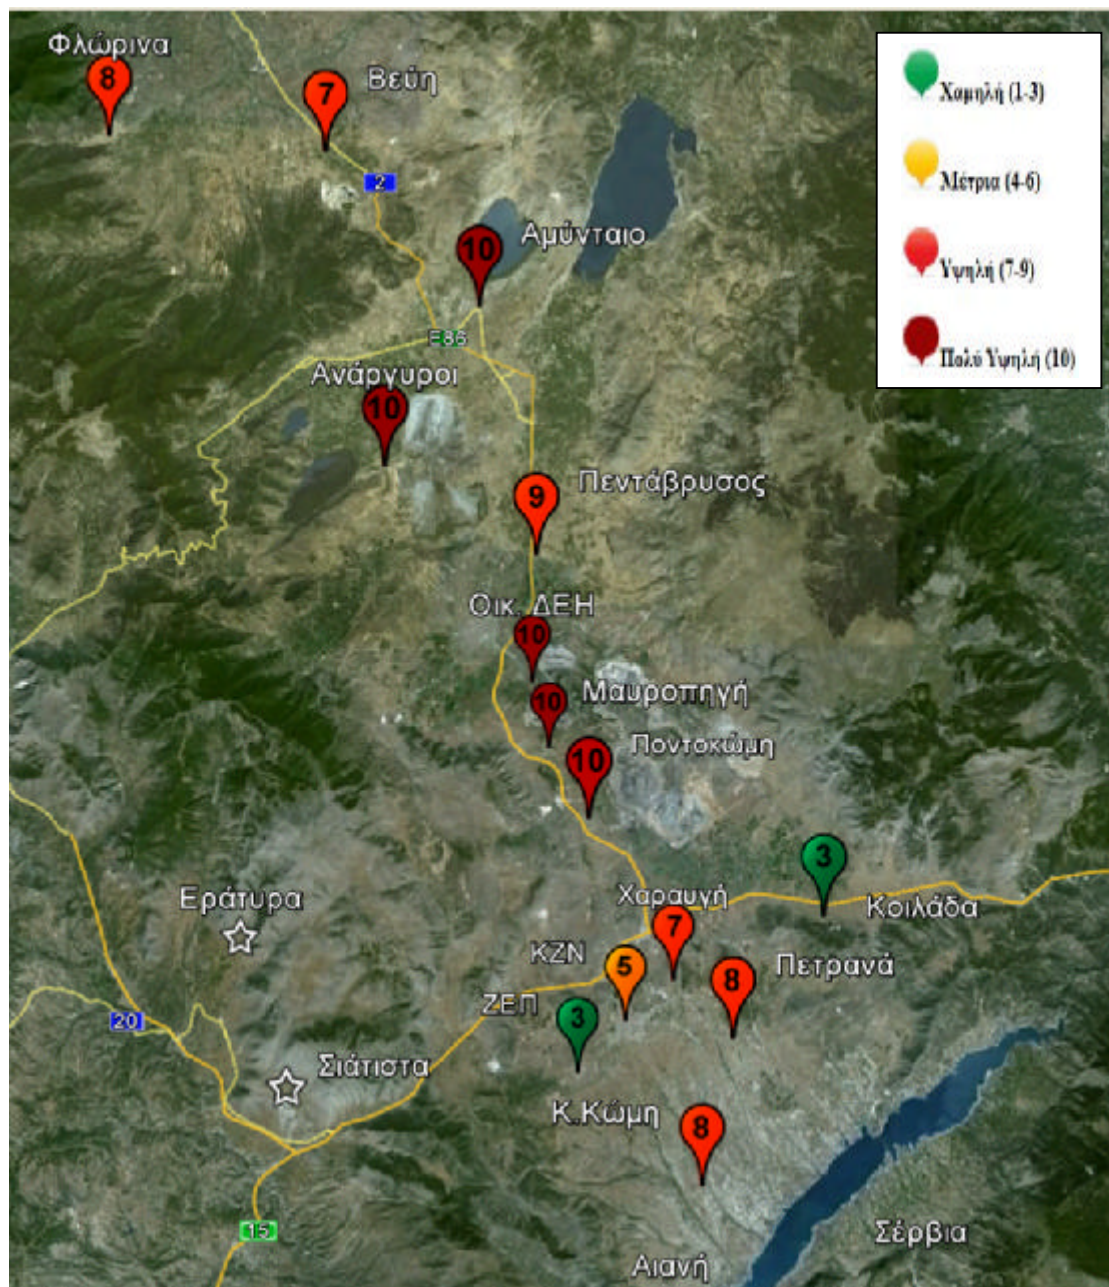 Φλώρινα
8
7
Βεύη
Χαμηλή (1-3)
2
Μέτρια (4-6)
10
Αμύνταιο
Υψηλή (7-9)
E86
Πολύ Υψηλή (10)
Ανάργυροι
10
9
Πεντάβρυσος
Οικ. ΔΕΗ
10
10
Μαυροπηγή
10
Ποντοκώμη
3
Κοιλάδα
Εράτυρα
Χαραυγή
7
ΚΖΝ
5
8
Πετρανά
ΖΕΠ
3
20
Σιάτιστα
Κ.Κώμη
8
15
Σέρβια
Αιανή